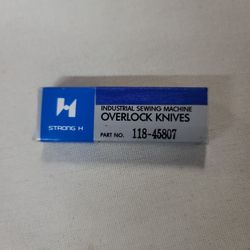 H
STRONG H
INDUSTRIAL SEWING MACHINE
OVERLOCK KNIVES
PART NO. 118-45807